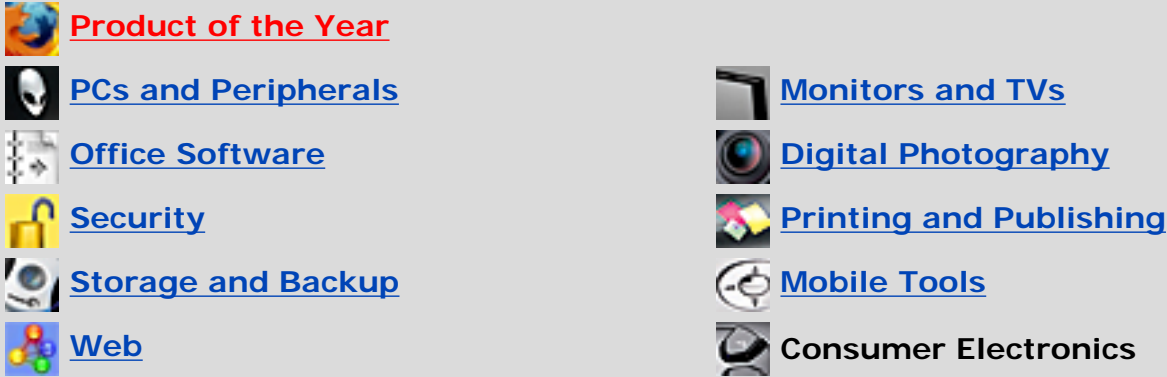 Product of the Year
PCs and Peripherals
Office Software
Security
Storage and Backup
Web
Monitors and TVs
Digital Photography
Printing and Publishing
Mobile Tools
Consumer Electronics